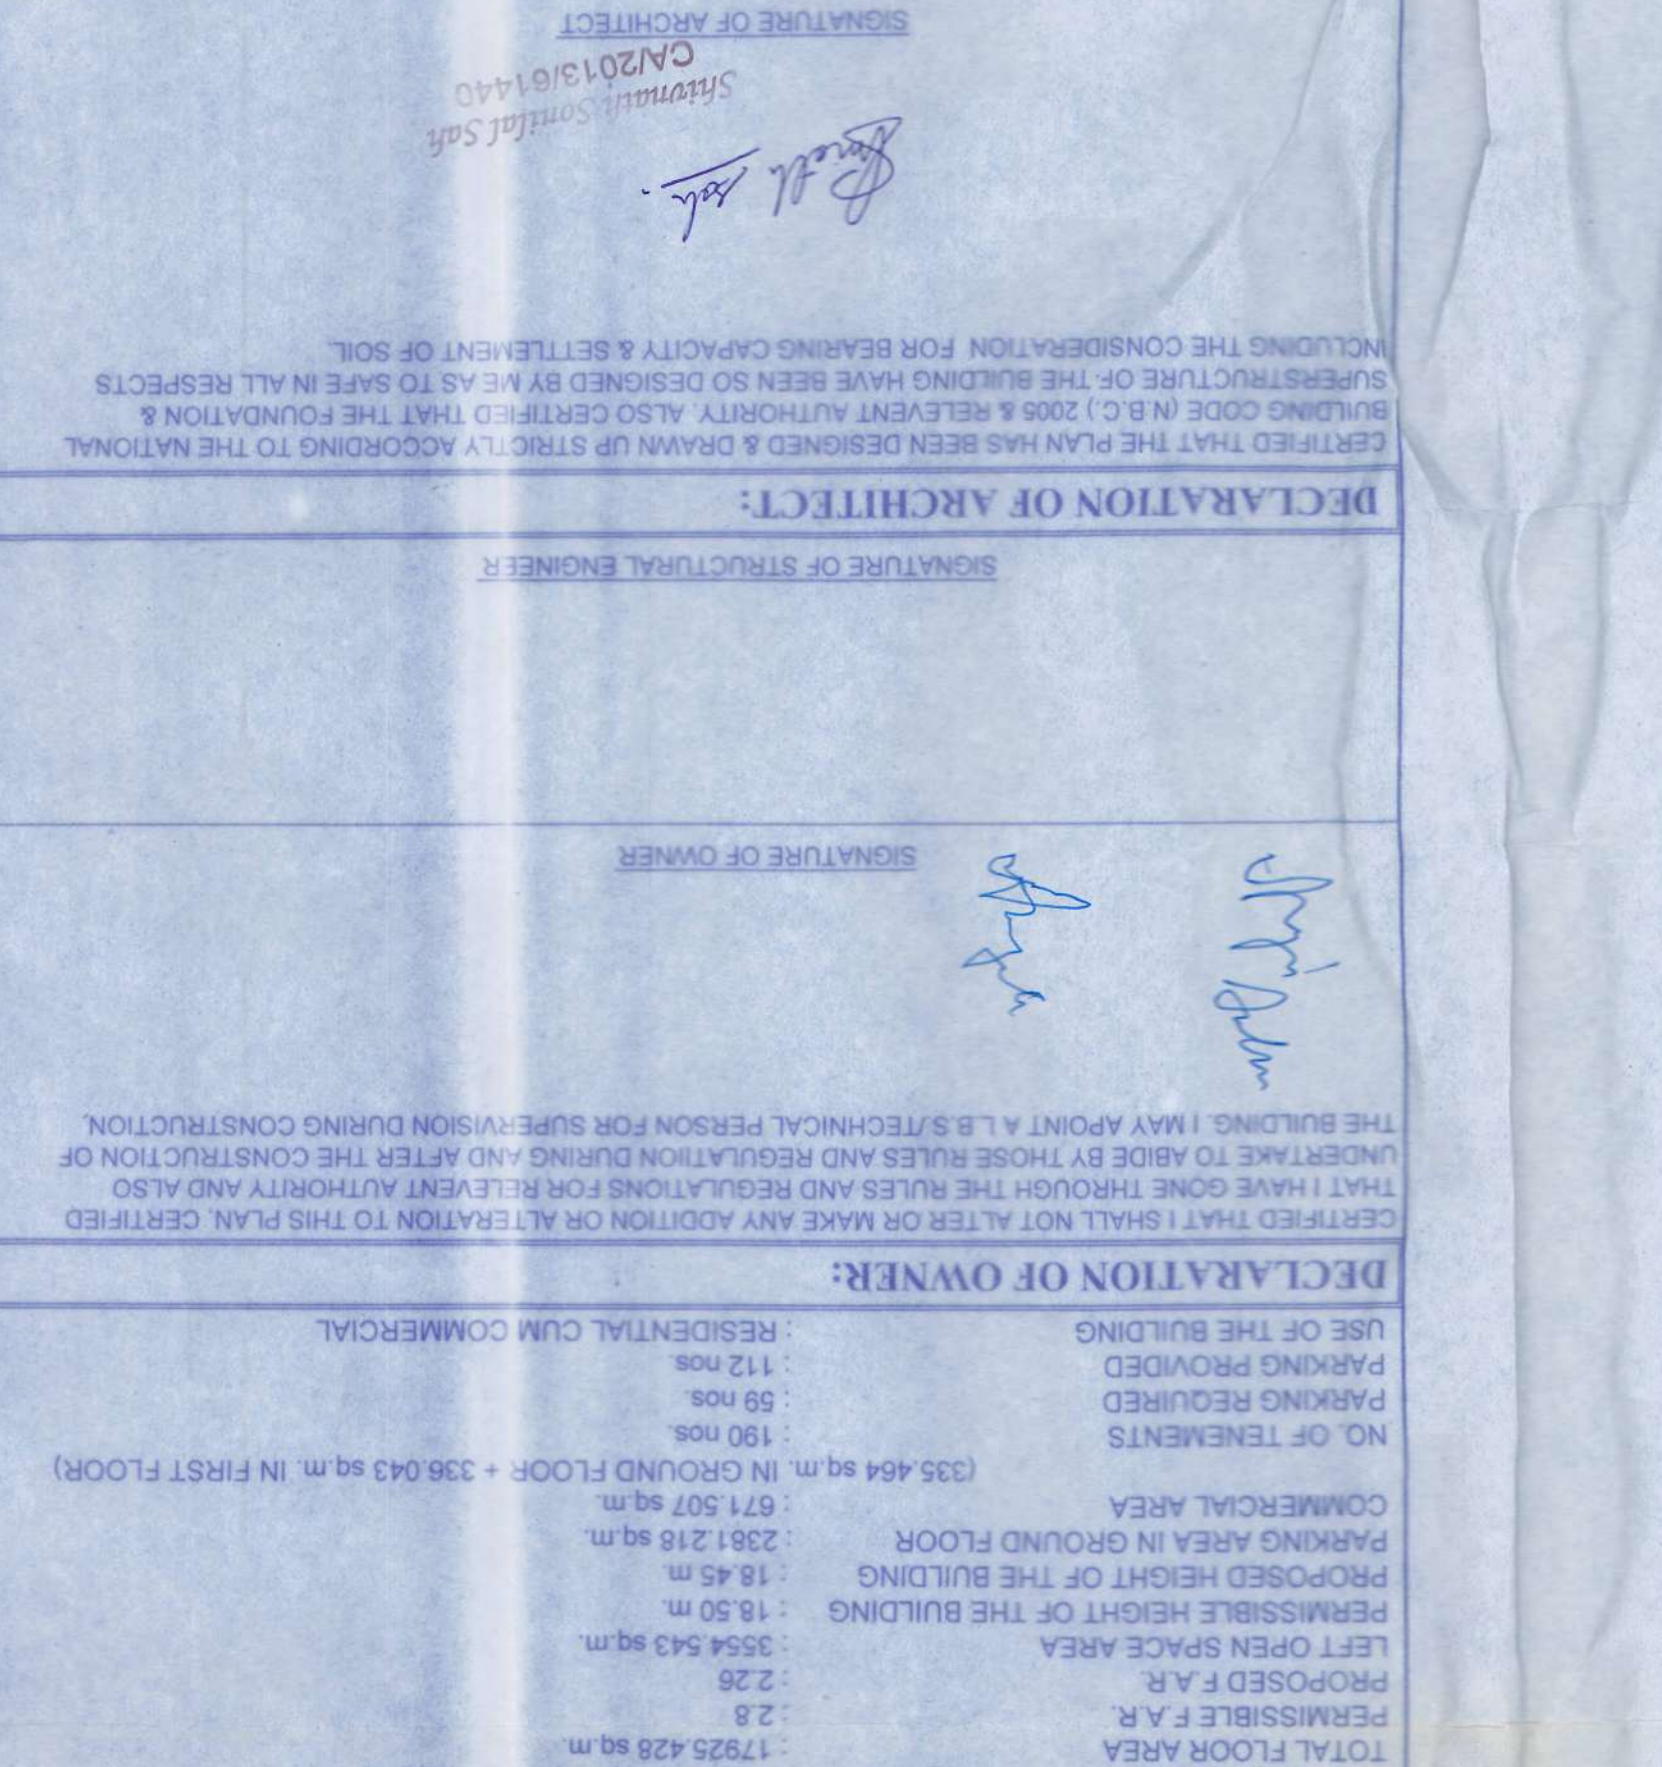 TOTAL FLOOR AREA : 17925.428 sq.m.
PERMISSIBLE F.A.R. : 2.8
PROPOSED F.A.R. : 2.26
LEFT OPEN SPACE AREA : 3554.543 sq.m.
PERMISSIBLE HEIGHT OF THE BUILDING : 18.50 m.
PROPOSED HEIGHT OF THE BUILDING : 18.45 m.
PARKING AREA IN GROUND FLOOR : 2381.218 sq.m.
COMMERCIAL AREA : 671.507 sq.m.
(335.464 sq.m. IN GROUND FLOOR + 336.043 sq.m. IN FIRST FLOOR)
NO. OF TENEMENTS : 190 nos.
PARKING REQUIRED : 59 nos.
PARKING PROVIDED : 112 nos.
USE OF THE BUILDING : RESIDENTIAL CUM COMMERCIAL
DECLARATION OF OWNER:
CERTIFIED THAT I SHALL NOT ALTER OR MAKE ANY ADDITION OR ALTERATION TO THIS PLAN, CERTIFIED
THAT I HAVE GONE THROUGH THE RULES AND REGULATIONS FOR RELEVENT AUTHORITY AND ALSO
UNDERTAKE TO ABIDE BY THOSE RULES AND REGULATION DURING AND AFTER THE CONSTRUCTION OF
THE BUILDING. I MAY APOINT A L.B.S./TECHNICAL PERSON FOR SUPERVISION DURING CONSTRUCTION.
SIGNATURE OF OWNER
SIGNATURE OF STRUCTURAL ENGINEER
DECLARATION OF ARCHITECT:
CERTIFIED THAT THE PLAN HAS BEEN DESIGNED & DRAWN UP STRICTLY ACCORDING TO THE NATIONAL
BUILDING CODE (N.B.C.) 2005 & RELEVENT AUTHORITY. ALSO CERTIFIED THAT THE FOUNDATION &
SUPERSTRUCTURE OF THE BUILDING HAVE BEEN SO DESIGNED BY ME AS TO SAFE IN ALL RESPECTS
INCLUDING THE CONSIDERATION FOR BEARING CAPACITY & SETTLEMENT OF SOIL.
Shivnath Sonilal Sah
CA/2013/61440
SIGNATURE OF ARCHITECT